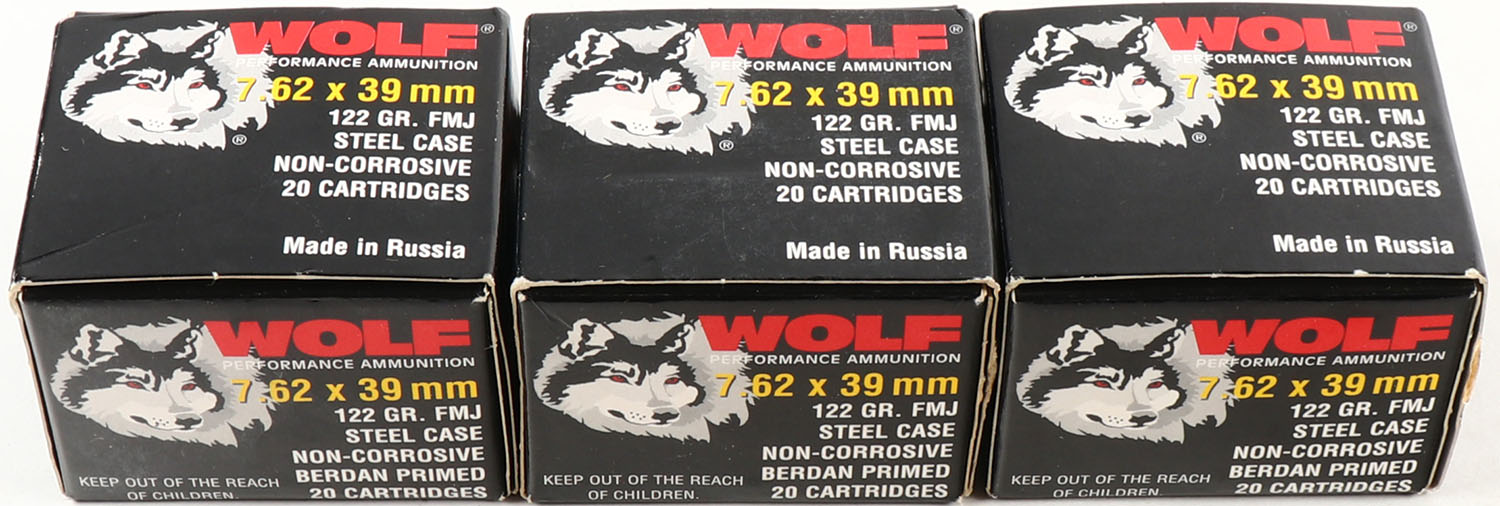 WOLF®
PERFORMANCE AMMUNITION
7.62 x 39 mm
122 GR. FMJ
®
STEEL CASE
NON-CORROSIVE
20 CARTRIDGES
Made in Russia
WOLF
PERFORMANCE AMMUNITION
7.62 x 39 mm
122 GR. FMJ
STEEL CASE
NON-CORROSIVE
BERDAN PRIMED
20 CARTRIDGES
KEEP OUT OF THE REACH
OF CHILDREN.
WOLF®
PERFORMANCE AMMUNITION
7.62 x 39 mm
122 GR. FMJ
®
STEEL CASE
NON-CORROSIVE
20 CARTRIDGES
Made in Russia
WOLF
PERFORMANCE AMMUNITION
7.62 x 39 mm
122 GR. FMJ
STEEL CASE
NON-CORROSIVE
BERDAN PRIMED
20 CARTRIDGES
KEEP OUT OF THE REACH
OF CHILDREN.
WOLF®
PERFORMANCE AMMUNITION
7.62 x 39 mm
122 GR. FMJ
®
STEEL CASE
NON-CORROSIVE
20 CARTRIDGES
Made in Russia
WOLF
PERFORMANCE AMMUNITION
7.62 x 39 mm
122 GR. FMJ
STEEL CASE
NON-CORROSIVE
BERDAN PRIMED
20 CARTRIDGES
KEEP OUT OF THE REACH
OF CHILDREN.